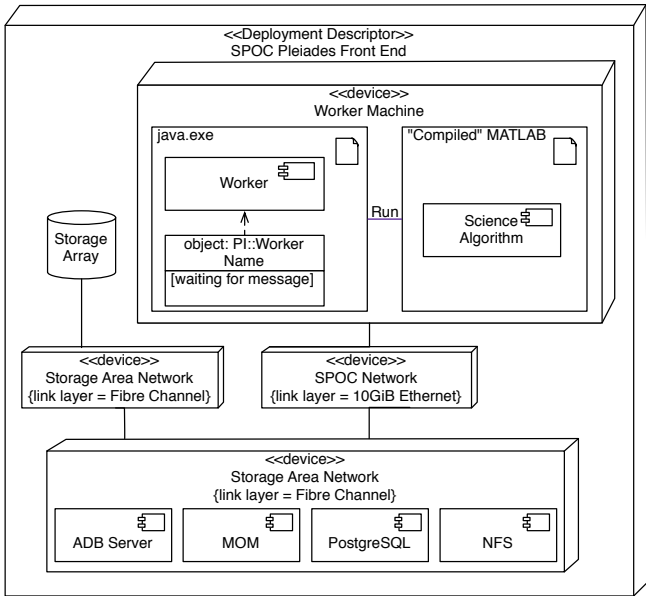 <<Deployment Descriptor>>
SPOC Pleiades Front End
<<device>>
Worker Machine
java.exe
Worker
object: PI::Worker
Name
[waiting for message]
Run
"Compiled" MATLAB
Science
Algorithm
Storage
Array
<<device>>
Storage Area Network
{link layer = Fibre Channel}
<<device>>
SPOC Network
{link layer = 10GiB Ethernet}
<<device>>
Storage Area Network
{link layer = Fibre Channel}
ADB Server
MOM
PostgreSQL
NFS